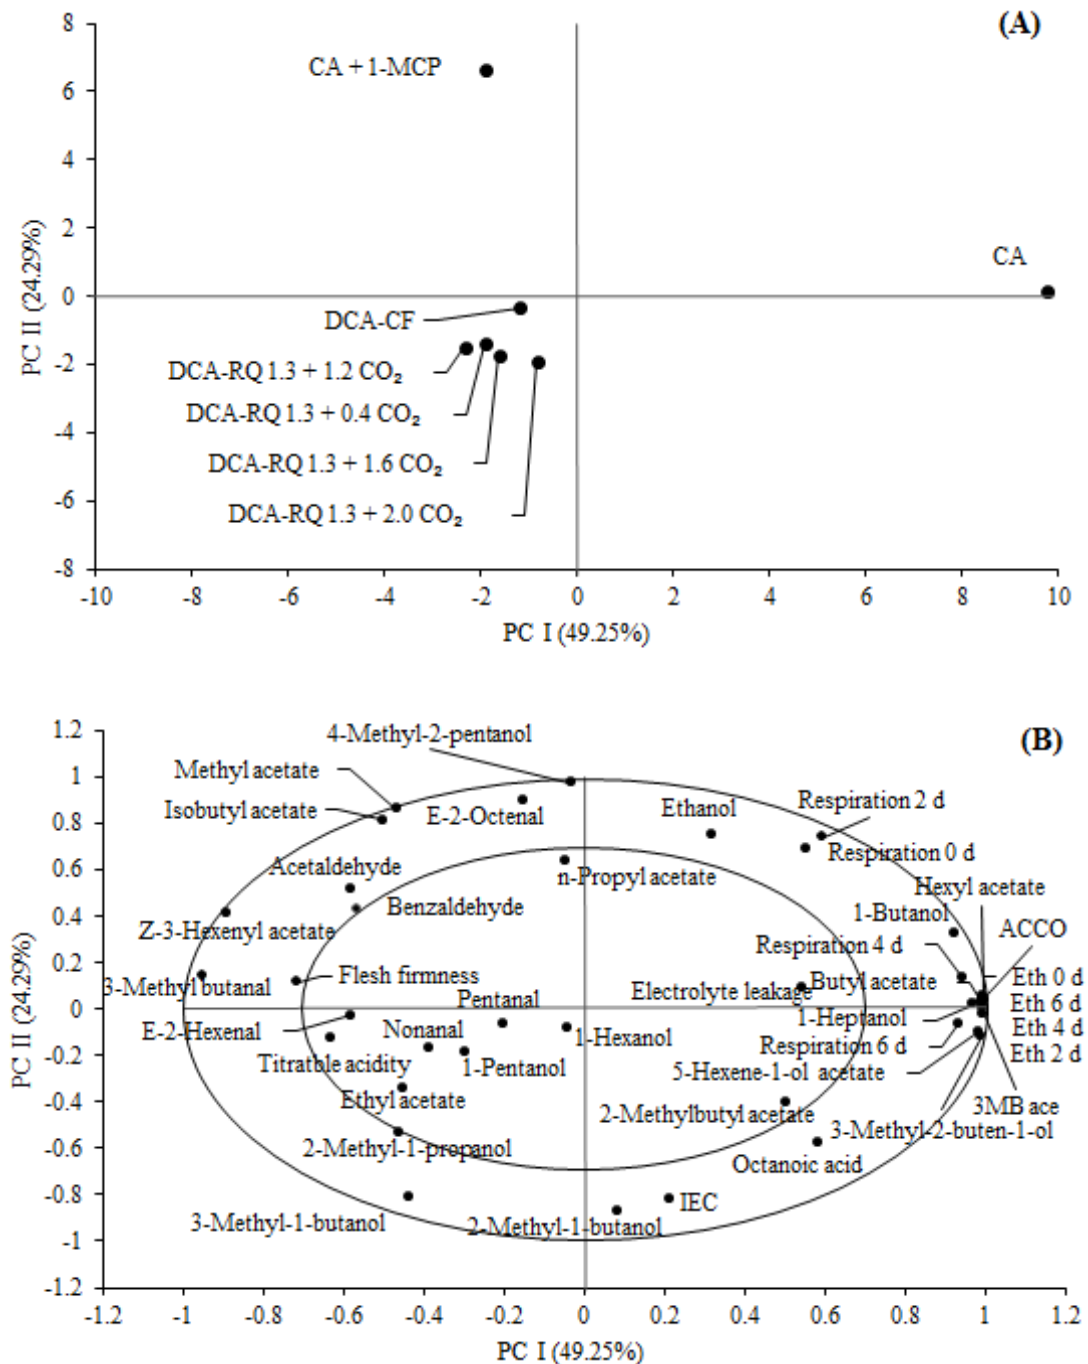 (A)
8
6
4
2
0
-2
-4
-6
-8
PC II (24.29%)
CA + 1-MCP
CA
DCA-CF
DCA-RQ 1.3 + 1.2 CO₂
DCA-RQ 1.3 + 0.4 CO₂
DCA-RQ 1.3 + 1.6 CO₂
DCA-RQ 1.3 + 2.0 CO₂
-10 -8 -6 -4 -2 0 2 4 6 8 10
PC I (49.25%)
(B)
1.2
1
0.8
0.6
0.4
0.2
0
-0.2
-0.4
-0.6
-0.8
-1
-1.2
PC II (24.29%)
4-Methyl-2-pentanol
Methyl acetate
Isobutyl acetate
E-2-Octenal
Ethanol
Respiration 2 d
Respiration 0 d
Acetaldehyde
n-Propyl acetate
Hexyl acetate
Benzaldehyde
1-Butanol
ACCO
Z-3-Hexenyl acetate
Respiration 4 d
3-Methyl butanal
Flesh firmness
Butyl acetate
Eth 0 d
Electrolyte leakage
Pentanal
Eth 6 d
1-Heptanol
E-2-Hexenal
Nonanal
1-Hexanol
Eth 4 d
Respiration 6 d
Eth 2 d
Titratable acidity
1-Pentanol
5-Hexene-1-ol acetate
Ethyl acetate
2-Methylbutyl acetate
3MB ace
3-Methyl-2-buten-1-ol
2-Methyl-1-propanol
Octanoic acid
IEC
3-Methyl-1-butanol
2-Methyl-1-butanol
-1.2 -1 -0.8 -0.6 -0.4 -0.2 0 0.2 0.4 0.6 0.8 1 1.2
PC I (49.25%)